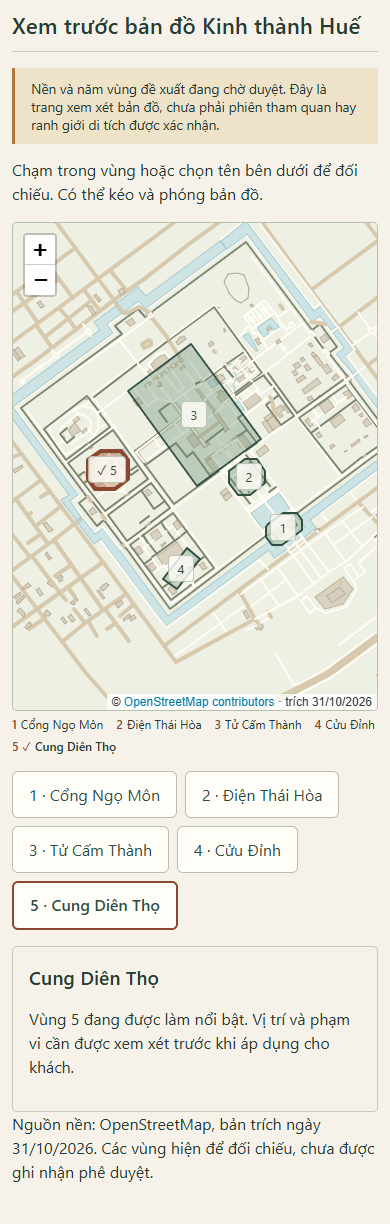 Xem trước bản đồ Kinh thành Huế
Nền và năm vùng đề xuất đang chờ duyệt. Đây là
trang xem xét bản đồ, chưa phải phiên tham quan hay
ranh giới di tích được xác nhận.
Chạm trong vùng hoặc chọn tên bên dưới để đối
chiếu. Có thể kéo và phóng bản đồ.
+
−
3
✓ 5
2
1
4
© OpenStreetMap contributors · trích 31/10/2026
1 Cổng Ngọ Môn 2 Điện Thái Hòa 3 Tử Cấm Thành 4 Cửu Đỉnh
5 ✓ Cung Diên Thọ
1 · Cổng Ngọ Môn 2 · Điện Thái Hòa
3 · Tử Cấm Thành 4 · Cửu Đỉnh
5 · Cung Diên Thọ
Cung Diên Thọ
Vùng 5 đang được làm nổi bật. Vị trí và phạm
vi cần được xem xét trước khi áp dụng cho
khách.
Nguồn nền: OpenStreetMap, bản trích ngày
31/10/2026. Các vùng hiện để đối chiếu, chưa được
ghi nhận phê duyệt.